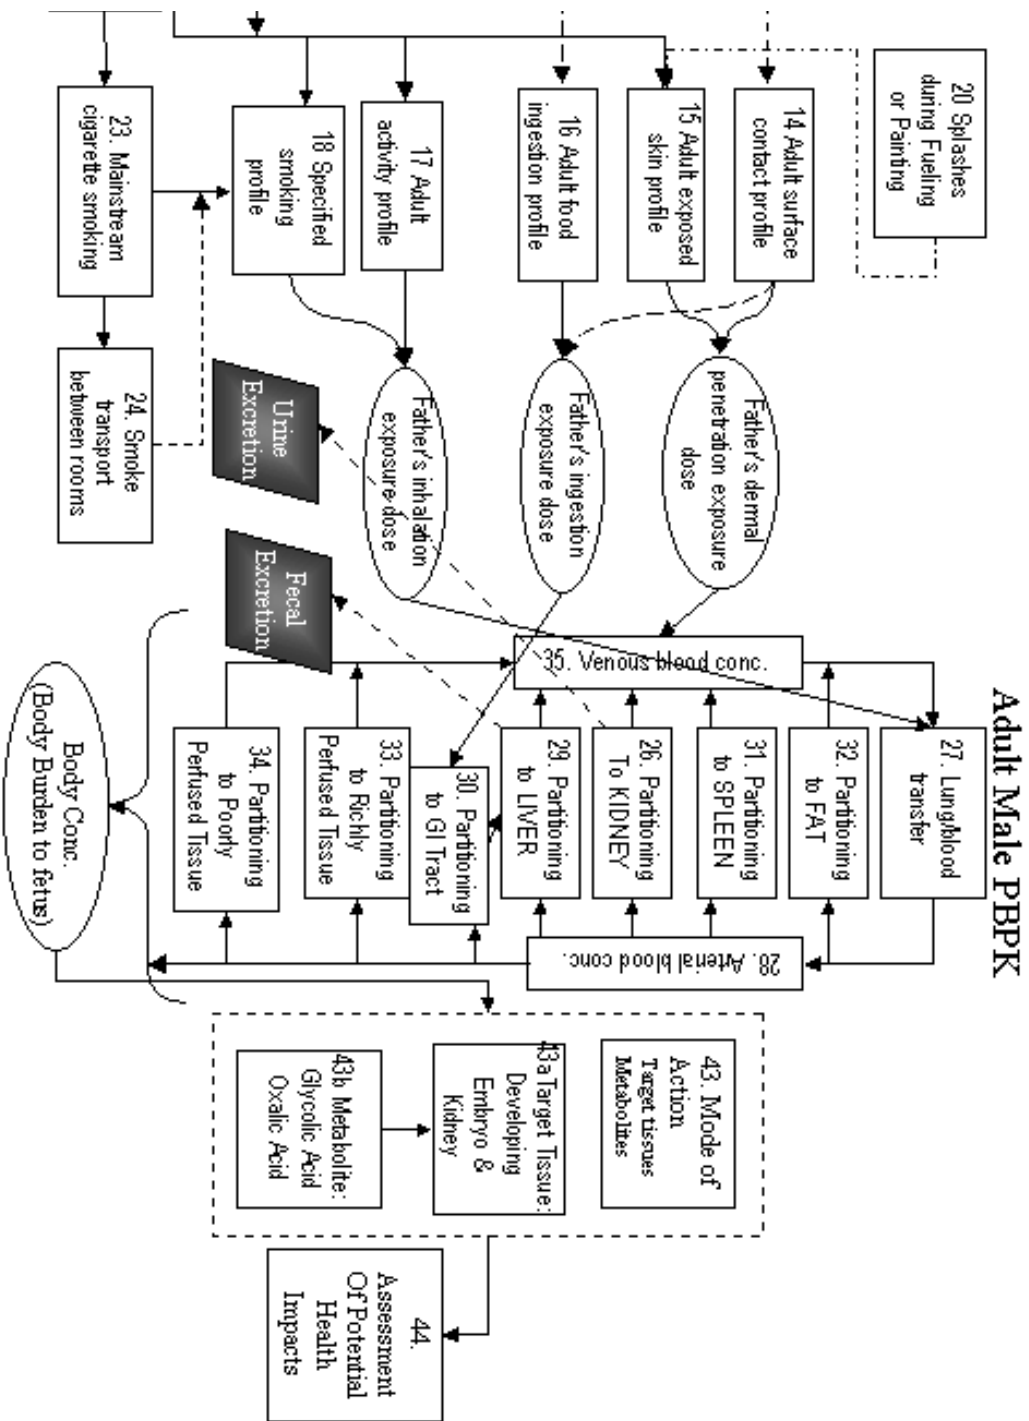 Adult Male PBPK
20 Splashes
during Fueling
or Painting
14 Adult surface
contact profile
15 Adult exposed
skin profile
16 Adult food
ingestion profile
17 Adult
activity profile
18 Specified
smoking
profile
23. Mainstream
cigarette smoking
24. Smoke
transport
between rooms
Father's dermal
penetration exposure
dose
Father's ingestion
exposure dose
Father's inhalation
exposure dose
Urine
Excretion
Fecal
Excretion
35. Venous blood conc.
27. Lung/blood
transfer
32. Partitioning
to FAT
31. Partitioning
to SPLEEN
26. Partitioning
To KIDNEY
29. Partitioning
to LIVER
30. Partitioning
to GI Tract
33. Partitioning
to Richly
Perfused Tissue
34. Partitioning
to Poorly
Perfused Tissue
28. Arterial blood conc.
Body Conc.
(Body Burden to fetus)
43. Mode of
Action
Target tissues
Metabolites
43a Target Tissue:
Developing
Embryo &
Kidney
43b Metabolite:
Glycolic Acid
Oxalic Acid
44.
Assessment
Of Potential
Health
Impacts